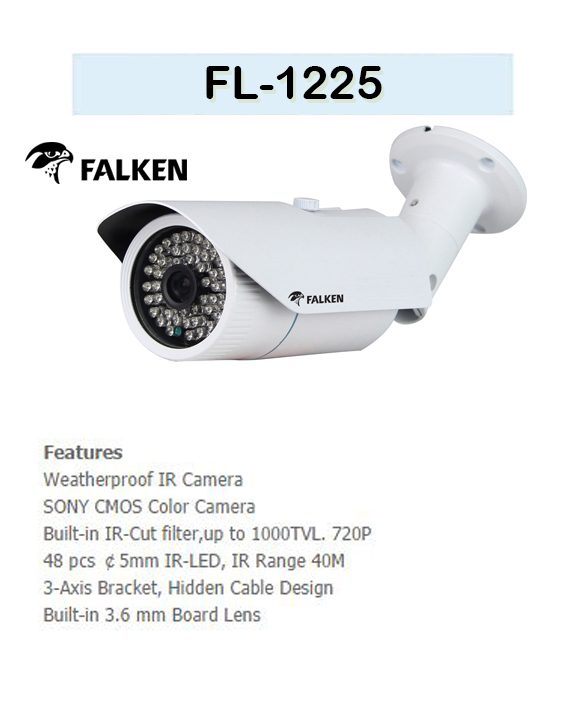 FL-1225
FALKEN
FALKEN
Features
Weatherproof IR Camera
SONY CMOS Color Camera
Built-in IR-Cut filter,up to 1000TVL. 720P
48 pcs ¢5mm IR-LED, IR Range 40M
3-Axis Bracket, Hidden Cable Design
Built-in 3.6 mm Board Lens